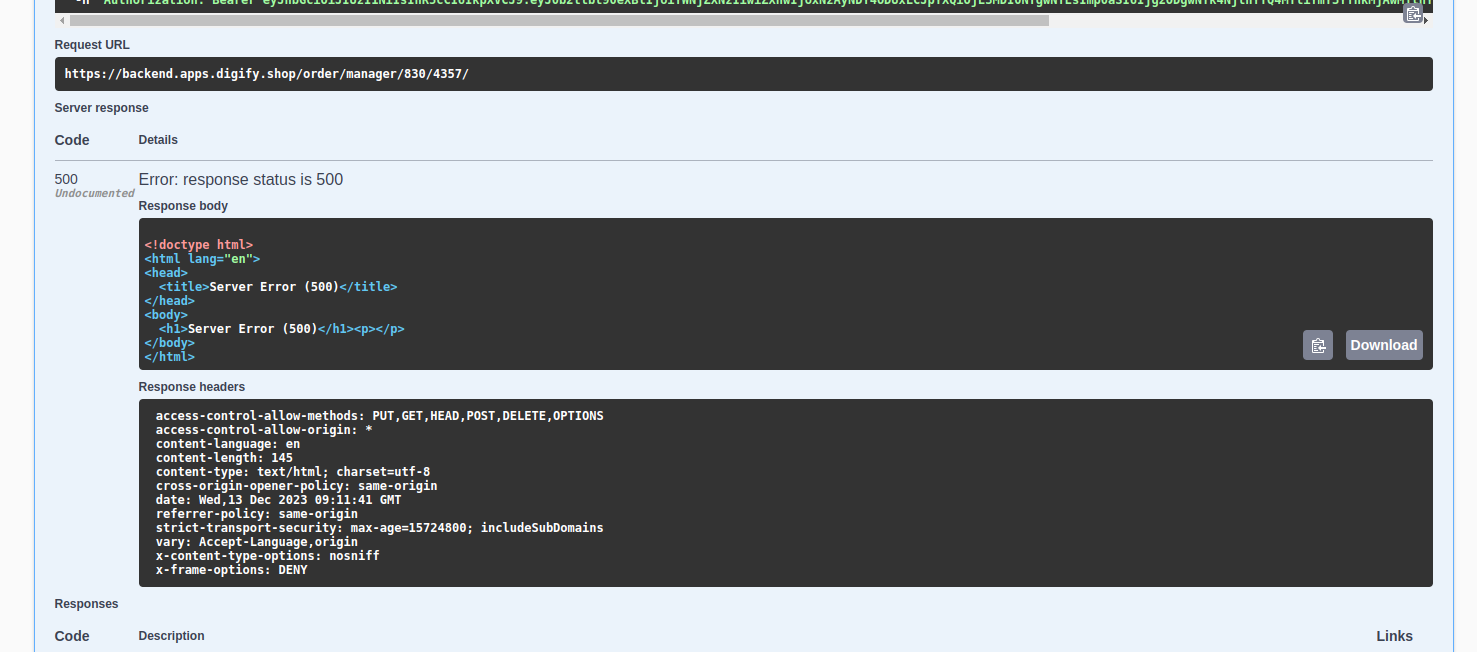 Request URL
https://backend.apps.digify.shop/order/manager/830/4357/
Server response
Code Details
500 Error: response status is 500
Undocumented
Response body
<!doctype html>
<html lang="en">
<head>
  <title>Server Error (500)</title>
</head>
<body>
  <h1>Server Error (500)</h1><p></p>
</body>
</html>
Download
Response headers
access-control-allow-methods: PUT,GET,HEAD,POST,DELETE,OPTIONS
access-control-allow-origin: *
content-language: en
content-length: 145
content-type: text/html; charset=utf-8
cross-origin-opener-policy: same-origin
date: Wed,13 Dec 2023 09:11:41 GMT
referrer-policy: same-origin
strict-transport-security: max-age=15724800; includeSubDomains
vary: Accept-Language,origin
x-content-type-options: nosniff
x-frame-options: DENY
Responses
Code Description Links